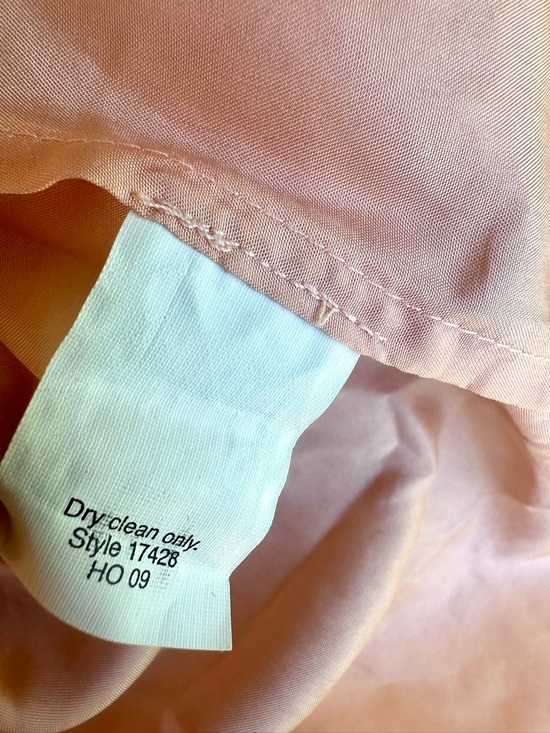 Dry clean only.
Style 17428
HO 09